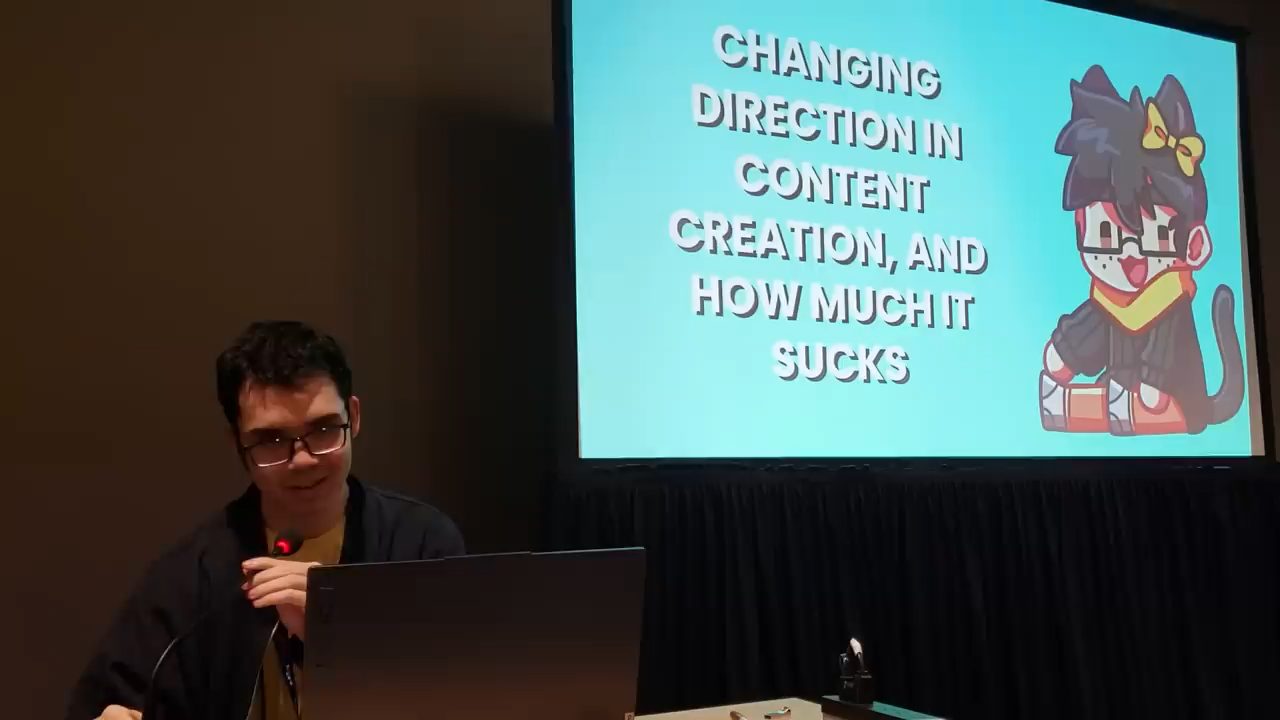 CHANGING
DIRECTION IN
CONTENT
CREATION, AND
HOW MUCH IT
SUCKS